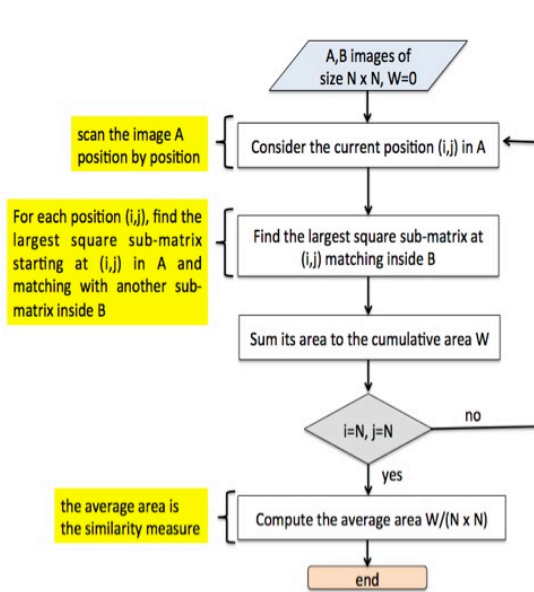 A,B images of
size N x N, W=0
scan the image A
position by position
Consider the current position (i,j) in A
For each position (i,j), find the
largest square sub-matrix
starting at (i,j) in A and
matching with another sub-
matrix inside B
Find the largest square sub-matrix at
(i,j) matching inside B
Sum its area to the cumulative area W
i=N, j=N
no
yes
the average area is
the similarity measure
Compute the average area W/(N x N)
end